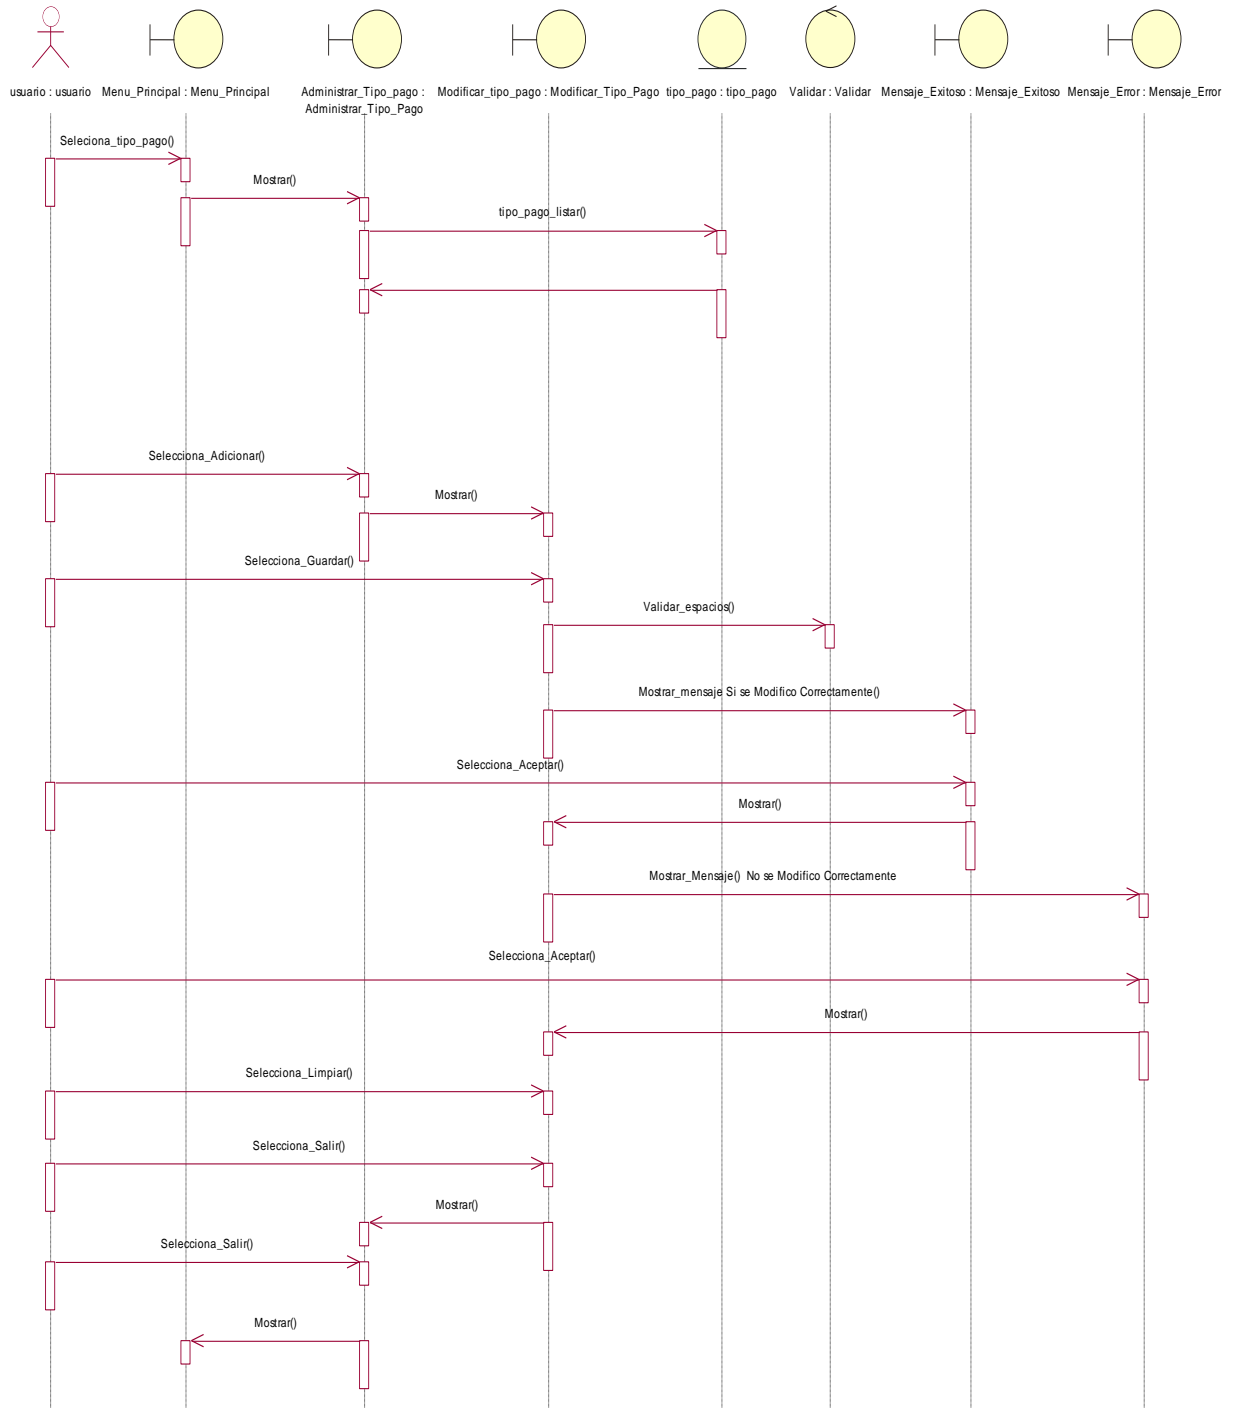 usuario : usuario
Menu_Principal : Menu_Principal
Administrar_Tipo_pago :
Administrar_Tipo_Pago
Modificar_tipo_pago : Modificar_Tipo_Pago
tipo_pago : tipo_pago
Validar : Validar
Mensaje_Exitoso : Mensaje_Exitoso
Mensaje_Error : Mensaje_Error
Seleciona_tipo_pago()
Mostrar()
tipo_pago_listar()
Selecciona_Adicionar()
Mostrar()
Selecciona_Guardar()
Validar_espacios()
Mostrar_mensaje Si se Modifico Correctamente()
Selecciona_Aceptar()
Mostrar()
Mostrar_Mensaje() No se Modifico Correctamente
Selecciona_Aceptar()
Mostrar()
Selecciona_Limpiar()
Selecciona_Salir()
Mostrar()
Selecciona_Salir()
Mostrar()